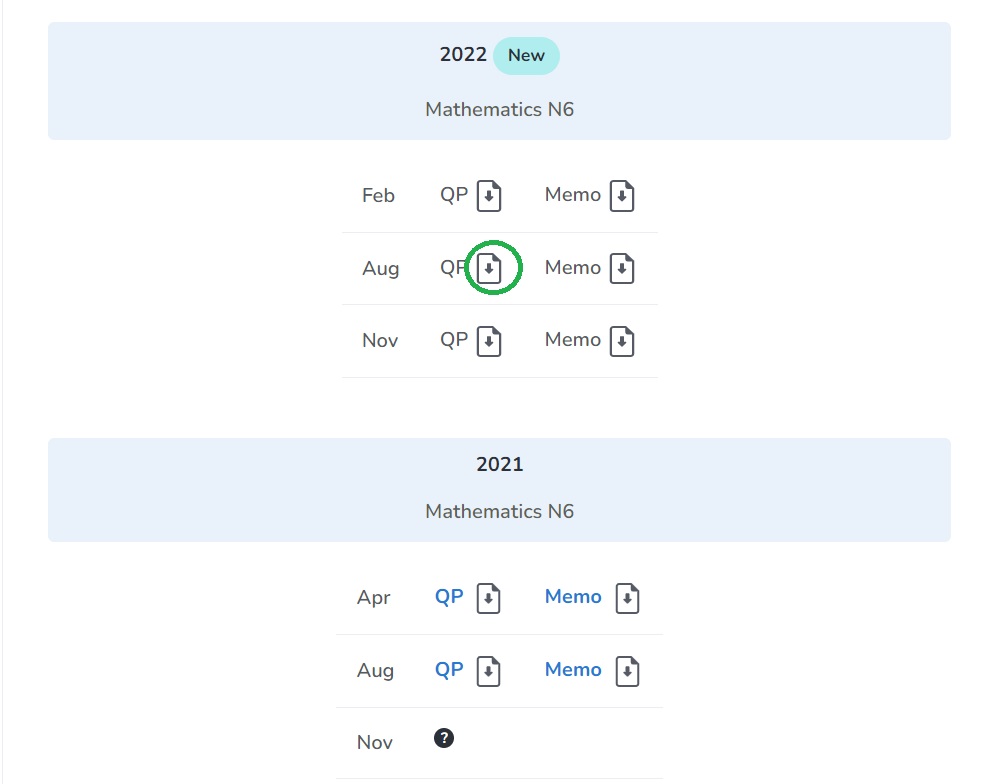 2022 New
Mathematics N6
Feb QP Memo
Aug QP Memo
Nov QP Memo
2021
Mathematics N6
Apr QP Memo
Aug QP Memo
Nov ?